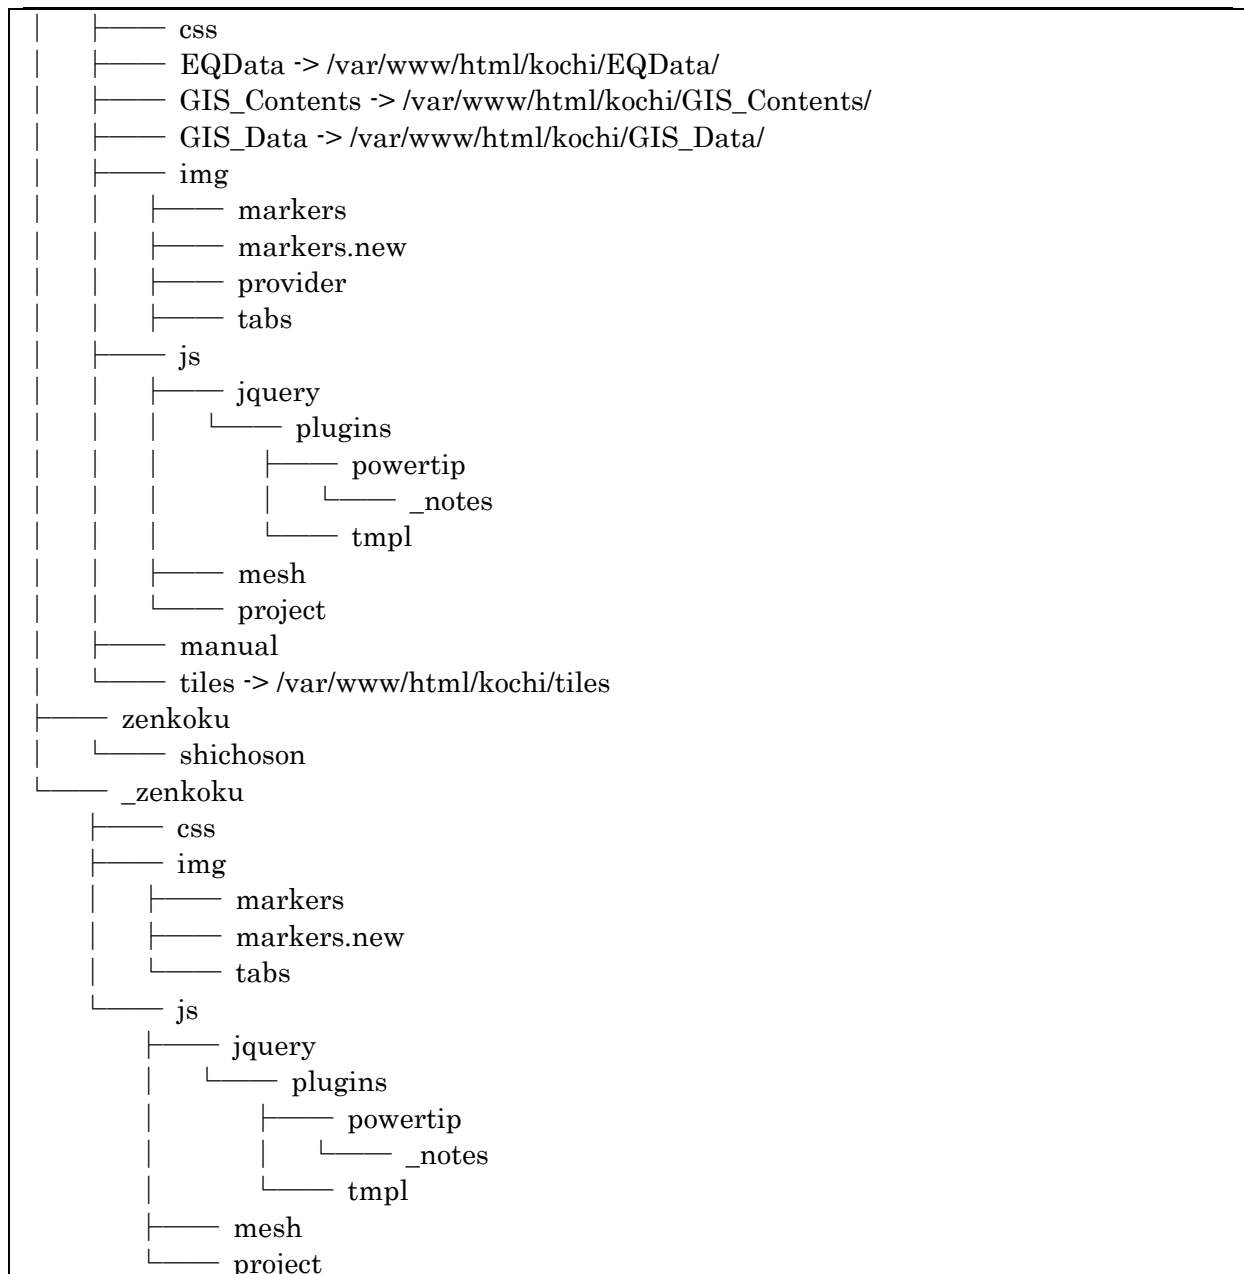 │ ├──── css
│ ├──── EQData -> /var/www/html/kochi/EQData/
│ ├──── GIS_Contents -> /var/www/html/kochi/GIS_Contents/
│ ├──── GIS_Data -> /var/www/html/kochi/GIS_Data/
│ ├──── img
│ │ ├──── markers
│ │ ├──── markers.new
│ │ ├──── provider
│ │ ├──── tabs
│ ├──── js
│ │ ├──── jquery
│ │ │ └──── plugins
│ │ │ ├──── powertip
│ │ │ │ └──── _notes
│ │ │ └──── tmpl
│ │ ├──── mesh
│ │ └──── project
│ ├──── manual
│ └──── tiles -> /var/www/html/kochi/tiles
├──── zenkoku
│ └──── shichoson
└──── _zenkoku
├──── css
├──── img
│ ├──── markers
│ ├──── markers.new
│ └──── tabs
└──── js
├──── jquery
│ └──── plugins
│ ├──── powertip
│ │ └──── _notes
│ └──── tmpl
├──── mesh
└──── project